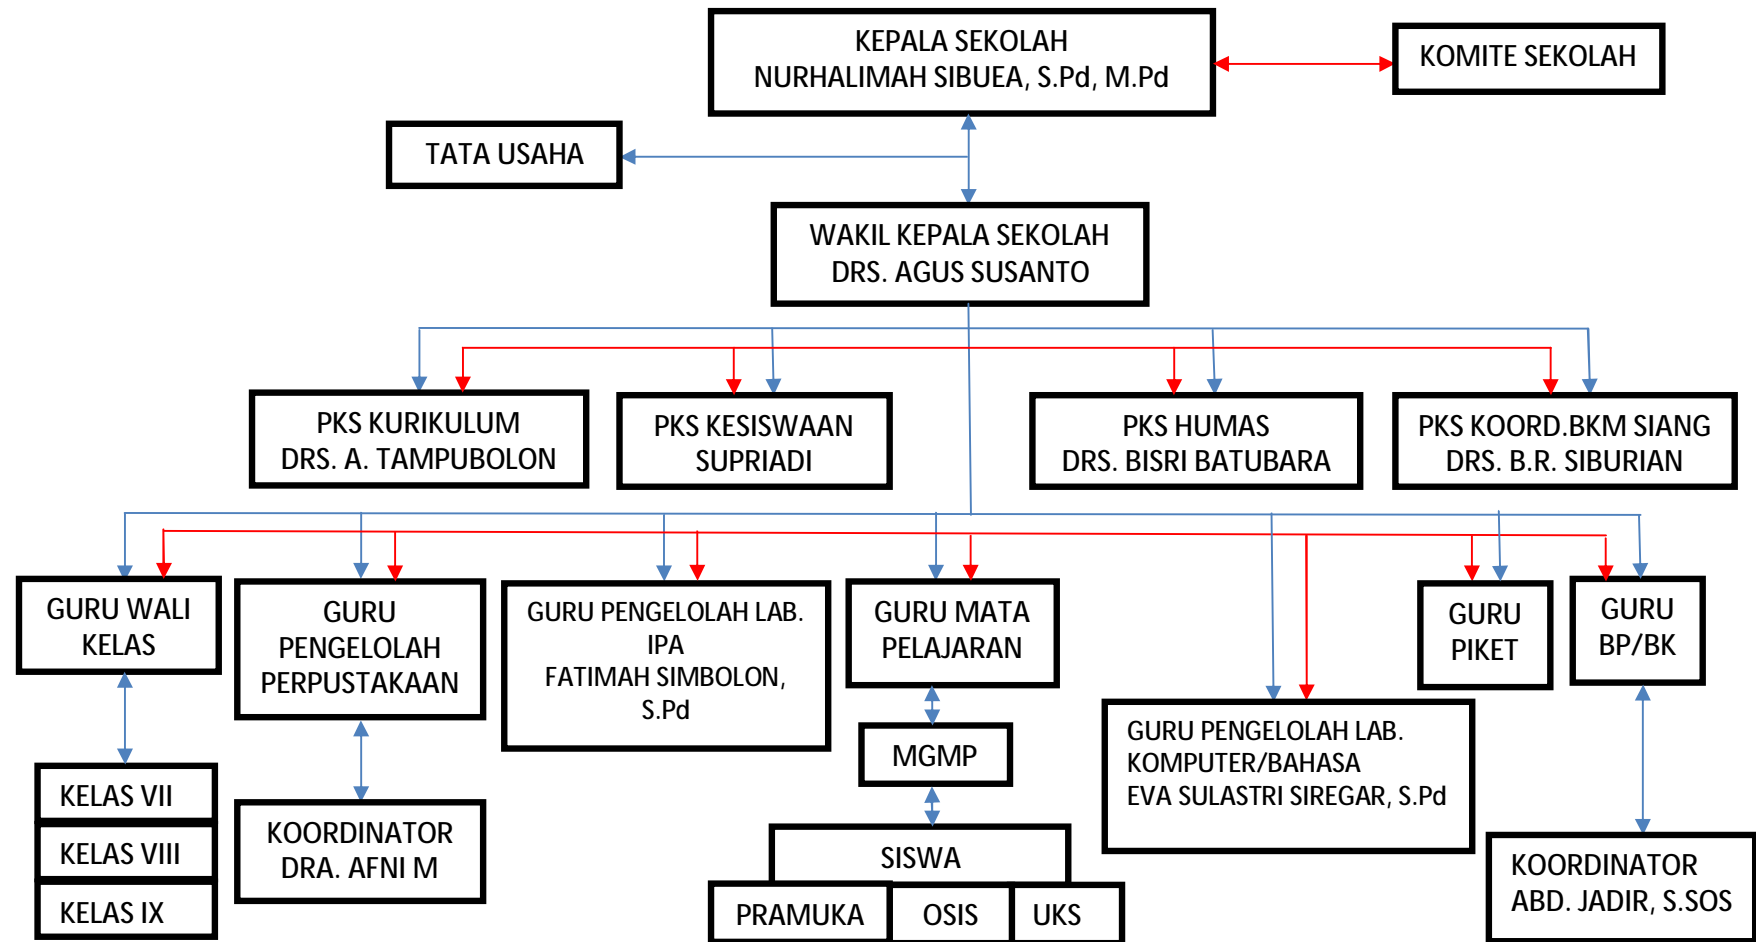 KEPALA SEKOLAH
NURHALIMAH SIBUEA, S.Pd, M.Pd
KOMITE SEKOLAH
TATA USAHA
WAKIL KEPALA SEKOLAH
DRS. AGUS SUSANTO
PKS KURIKULUM
DRS. A. TAMPUBOLON
PKS KESISWAAN
SUPRIADI
PKS HUMAS
DRS. BISRI BATUBARA
PKS KOORD.BKM SIANG
DRS. B.R. SIBURIAN
GURU WALI
KELAS
GURU
PENGELOLAH
PERPUSTAKAAN
GURU PENGELOLAH LAB.
IPA
FATIMAH SIMBOLON,
S.Pd
GURU MATA
PELAJARAN
GURU
PIKET
GURU
BP/BK
MGMP
GURU PENGELOLAH LAB.
KOMPUTER/BAHASA
EVA SULASTRI SIREGAR, S.Pd
KELAS VII
KELAS VIII
KELAS IX
KOORDINATOR
DRA. AFNI M
SISWA
PRAMUKA
OSIS
UKS
KOORDINATOR
ABD. JADIR, S.SOS